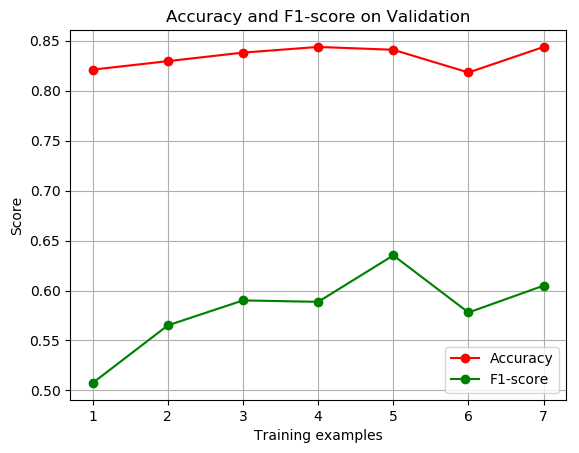 Accuracy and F1-score on Validation
0.85
0.80
0.75
0.70
0.65
0.60
0.55
0.50
Score
Accuracy
F1-score
1 2 3 4 5 6 7
Training examples